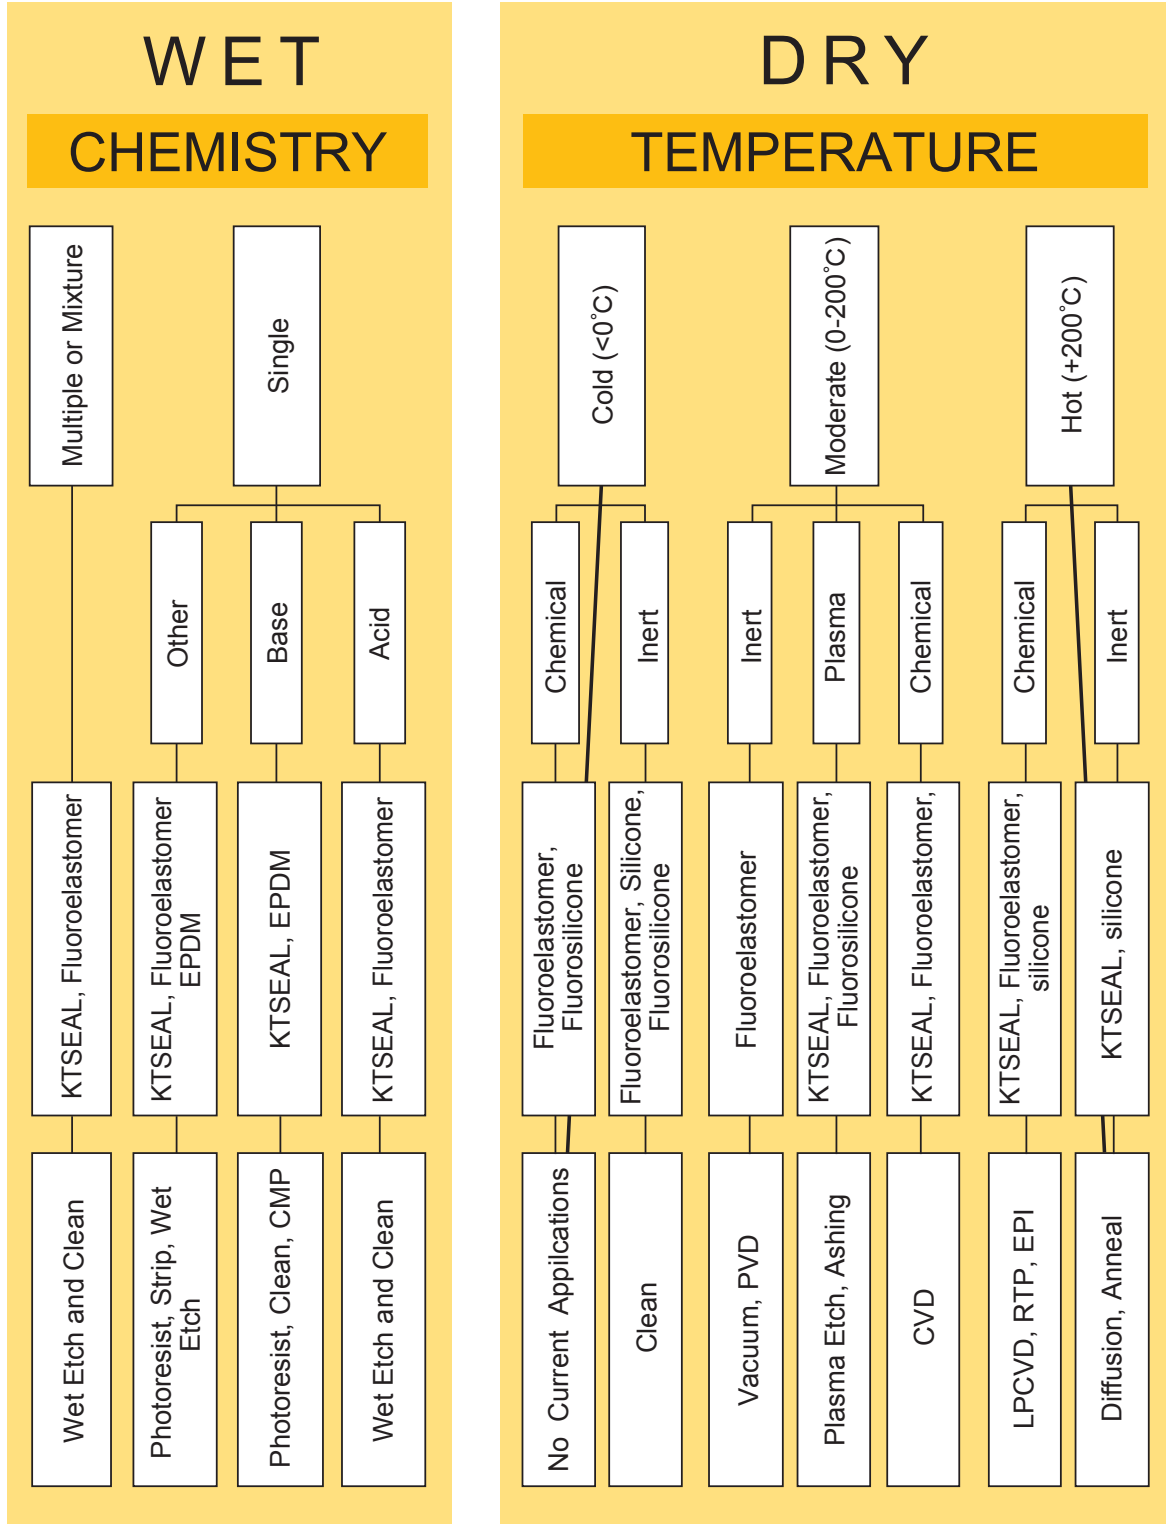 WET
CHEMISTRY
Multiple or Mixture
Single
Other
Base
Acid
KTSEAL, Fluoroelastomer
KTSEAL, Fluoroelastomer
EPDM
KTSEAL, EPDM
KTSEAL, Fluoroelastomer
Wet Etch and Clean
Photoresist, Strip, Wet
Etch
Photoresist, Clean, CMP
Wet Etch and Clean
DRY
TEMPERATURE
Cold (<0°C)
Moderate (0-200°C)
Hot (+200°C)
Chemical
Inert
Inert
Plasma
Chemical
Chemical
Inert
Fluoroelastomer,
Fluorosilicone
Fluoroelastomer, Silicone,
Fluorosilicone
Fluoroelastomer
KTSEAL, Fluoroelastomer,
Fluorosilicone
KTSEAL, Fluoroelastomer,
KTSEAL, Fluoroelastomer,
silicone
KTSEAL, silicone
No Current Appilcations
Clean
Vacuum, PVD
Plasma Etch, Ashing
CVD
LPCVD, RTP, EPI
Diffusion, Anneal